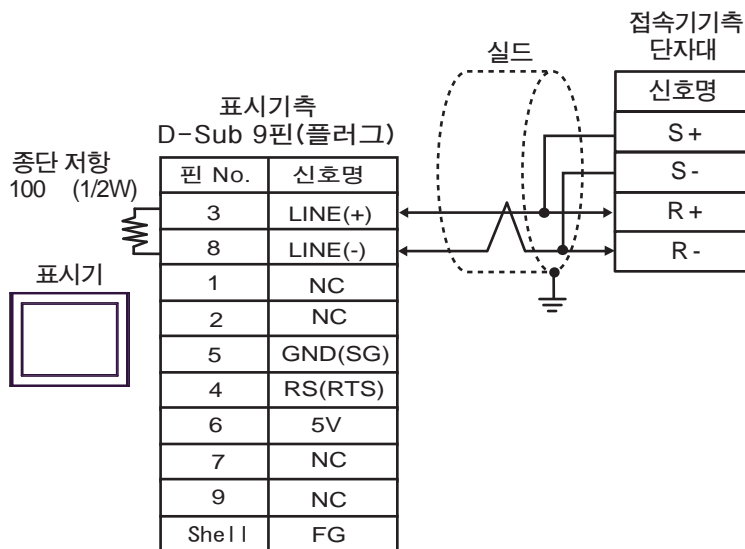 접속기기측
단자대
실드
신호명
S+
S-
R+
R-
표시기측
D-Sub 9핀(플러그)
종단 저항
100 (1/2W)
표시기
핀 No. 신호명
3 LINE(+)
8 LINE(-)
1 NC
2 NC
5 GND(SG)
4 RS(RTS)
6 5V
7 NC
9 NC
Shell FG